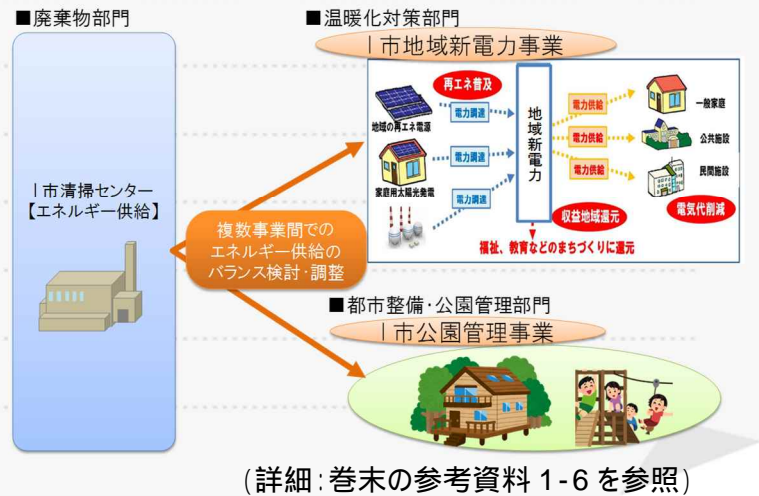 ■廃棄物部門
I市清掃センター
【エネルギー供給】
複数事業間での
エネルギー供給の
バランス検討・調整
■温暖化対策部門
I市地域新電力事業
再エネ普及
地域の再エネ電源
家庭用太陽光発電
電力調達
電力調達
電力調達
地域新電力
電力供給
電力供給
電力供給
一般家庭
公共施設
民間施設
収益地域還元
電気代削減
福祉、教育などのまちづくりに還元
■都市整備・公園管理部門
I市公園管理事業
(詳細:巻末の参考資料1-6を参照)